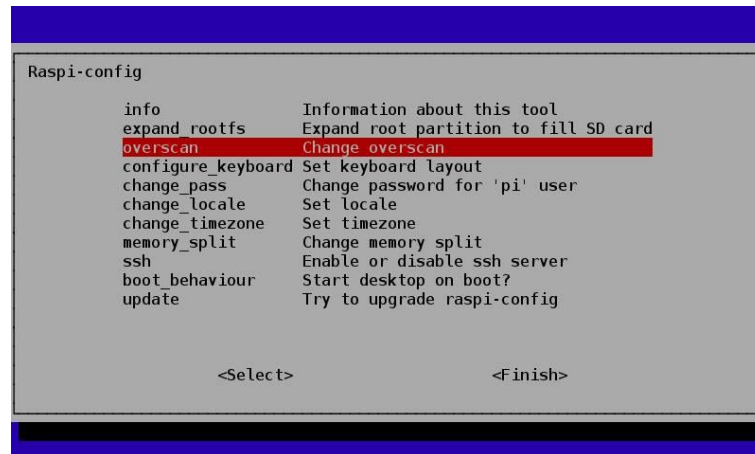 Raspi-config
info Information about this tool
expand_rootfs Expand root partition to fill SD card
overscan Change overscan
configure_keyboard Set keyboard layout
change_pass Change password for 'pi' user
change_locale Set locale
change_timezone Set timezone
memory_split Change memory split
ssh Enable or disable ssh server
boot_behaviour Start desktop on boot?
update Try to upgrade raspi-config
<Select> <Finish>